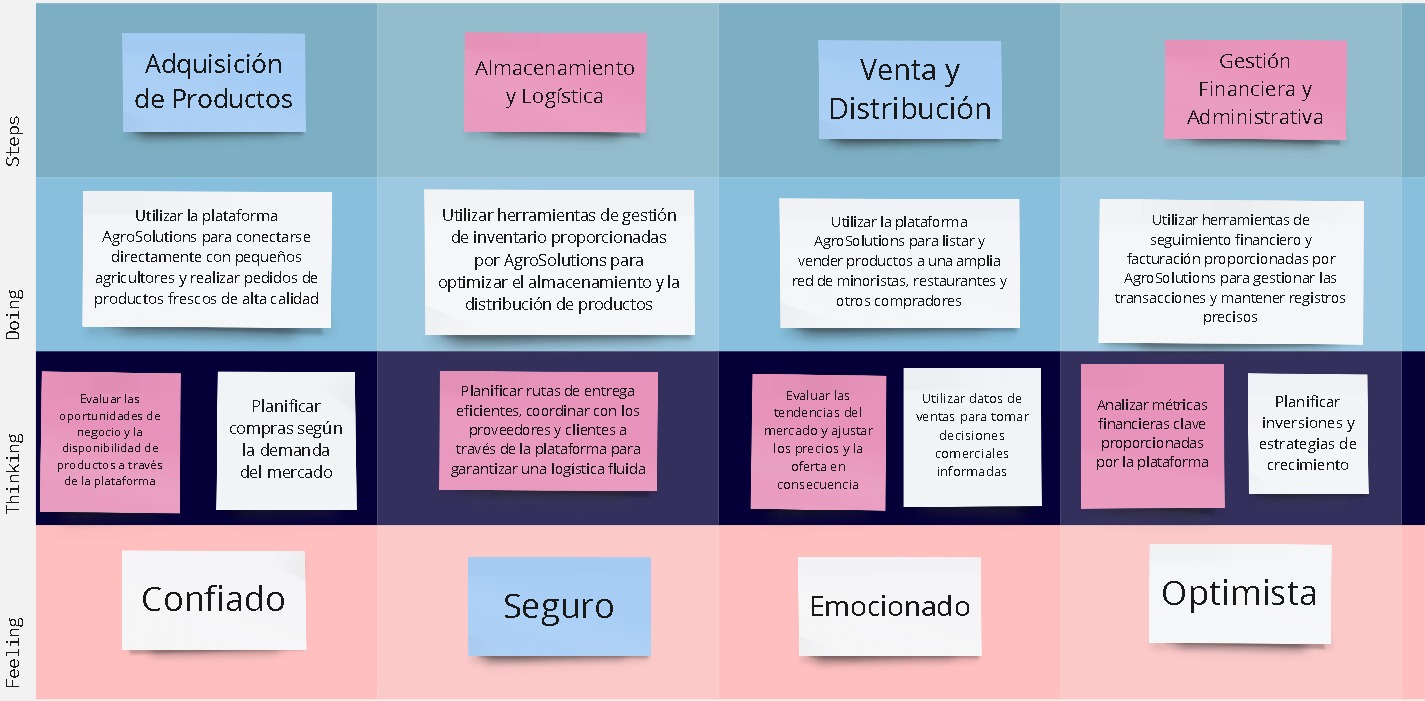 Steps
Adquisición
de Productos
Almacenamiento
y Logística
Venta y
Distribución
Gestión
Financiera y
Administrativa
Doing
Utilizar la plataforma
AgroSolutions para conectarse
directamente con pequeños
agricultores y realizar pedidos de
productos frescos de alta calidad
Utilizar herramientas de gestión
de inventario proporcionadas
por AgroSolutions para
optimizar el almacenamiento y la
distribución de productos
Utilizar la plataforma
AgroSolutions para listar y
vender productos a una amplia
red de minoristas, restaurantes y
otros compradores
Utilizar herramientas de
seguimiento financiero y
facturación proporcionadas por
AgroSolutions para gestionar las
transacciones y mantener registros
precisos
Thinking
Evaluar las
oportunidades de
negocio y la
disponibilidad de
productos a través
de la plataforma
Planificar
compras según
la demanda
del mercado
Planificar rutas de entrega
eficientes, coordinar con los
proveedores y clientes a
través de la plataforma para
garantizar una logística fluida
Evaluar las
tendencias del
mercado y ajustar
los precios y la
oferta en
consecuencia
Utilizar datos de
ventas para tomar
decisiones
comerciales
informadas
Analizar métricas
financieras clave
proporcionadas
por la plataforma
Planificar
inversiones y
estrategias de
crecimiento
Feeling
Confiado
Seguro
Emocionado
Optimista